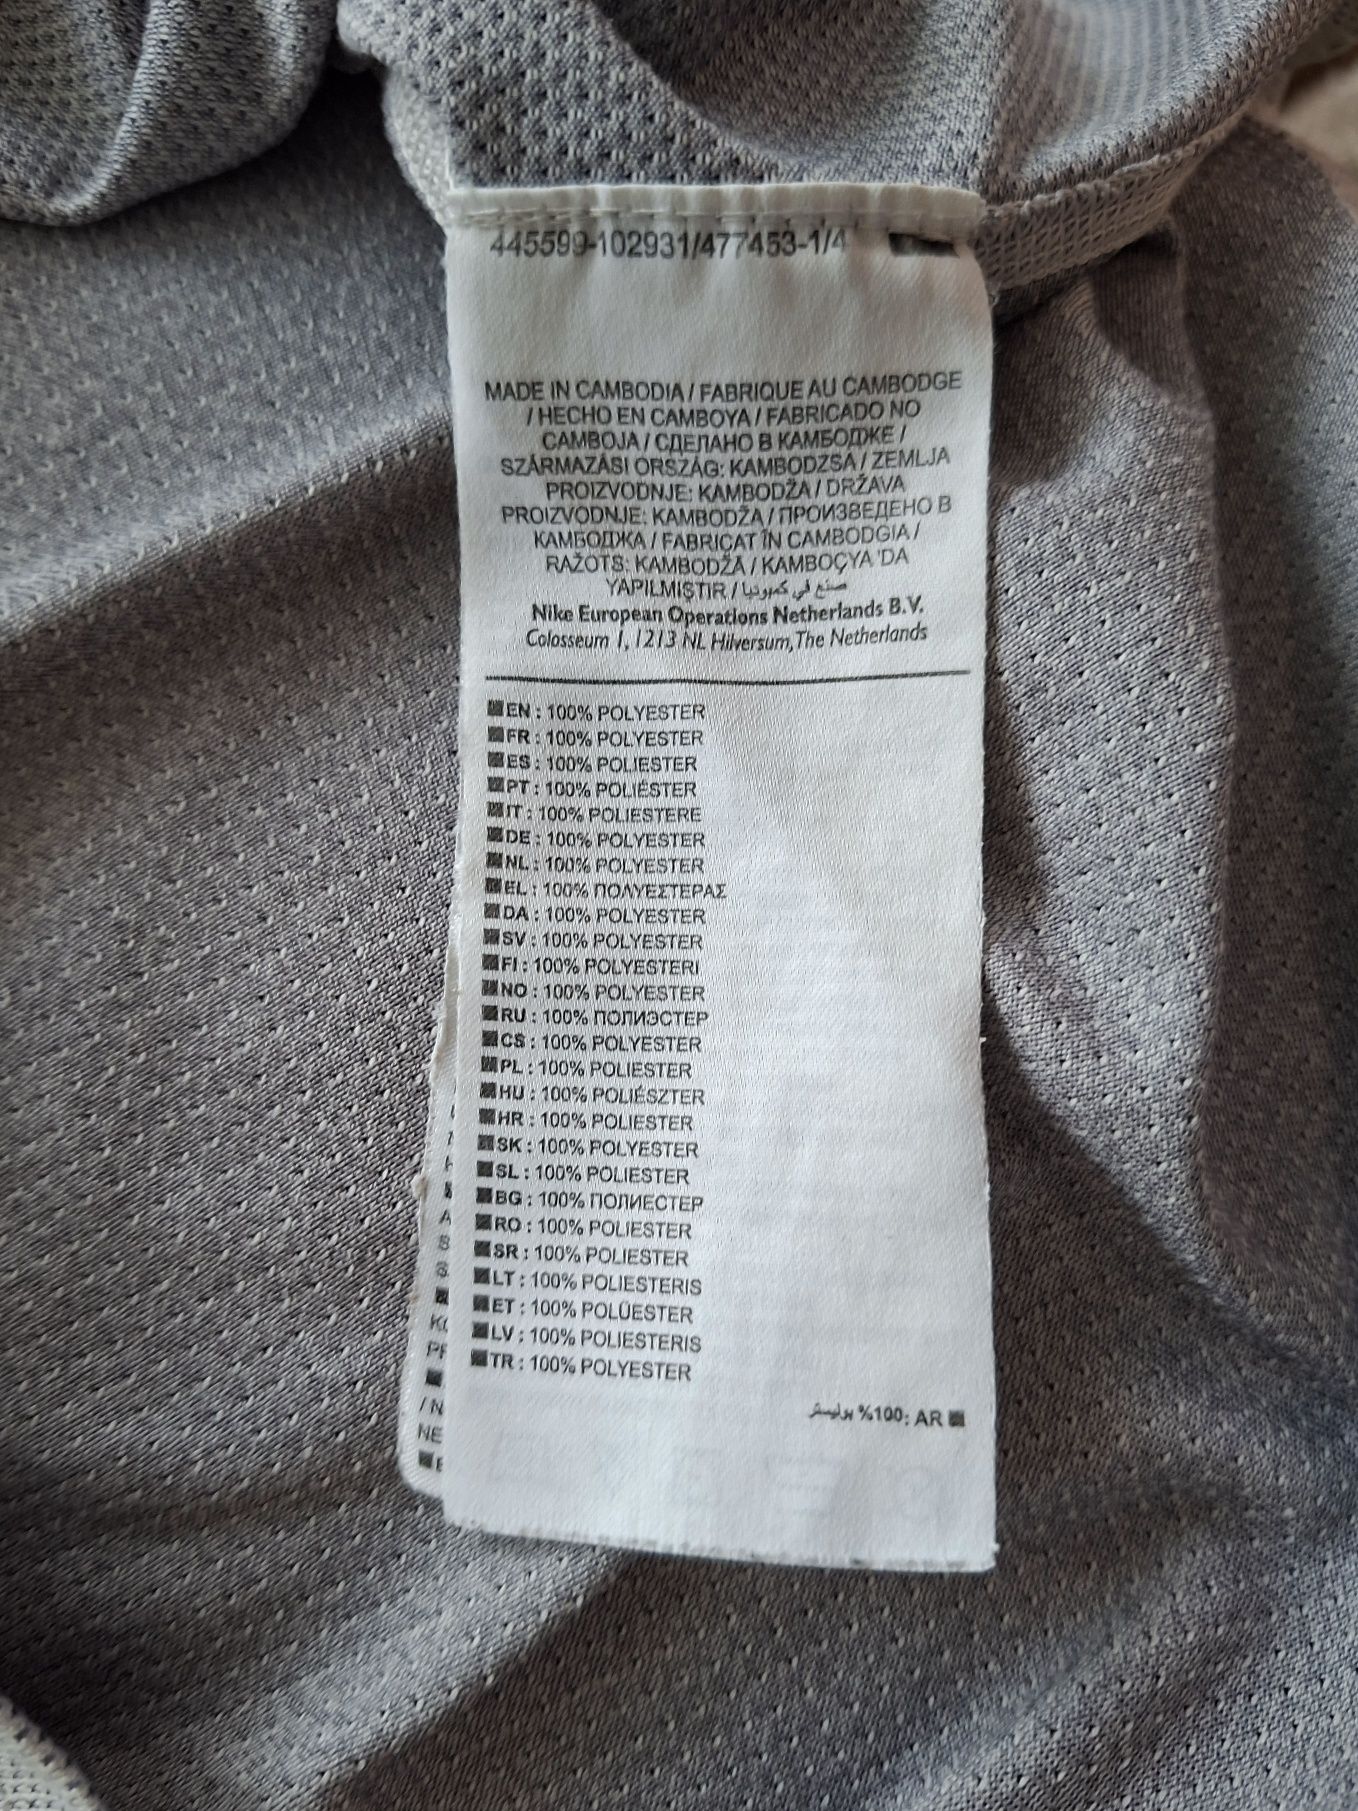 445599-102931/477453-1/4
MADE IN CAMBODIA / FABRIQUE AU CAMBODGE
/ HECHO EN CAMBOYA / FABRICADO NO
CAMBOJA / СДЕЛАНО В КАМБОДЖЕ /
SZÁRMAZÁSI ORSZÁG: KAMBODZSA / ZEMLJA
PROIZVODNJE: KAMBODŽA / DRŽAVA
PROIZVODNJE: KAMBODŽA / ПРОИЗВЕДЕНО В
КАМБОДЖА / FABRICAT ÎN CAMBODGIA /
RAŽOTS: KAMBODŽA / KAMBOÇYA 'DA
YAPILMISTIR / صنع في كمبوديا
Nike European Operations Netherlands B.V.
Colosseum 1, 1213 NL Hilversum, The Netherlands
EN : 100% POLYESTER
FR : 100% POLYESTER
ES : 100% POLIESTER
PT : 100% POLIÉSTER
IT : 100% POLIESTERE
DE : 100% POLYESTER
NL : 100% POLYESTER
EL : 100% ΠΟΛΥΕΣΤΕΡΑΣ
DA : 100% POLYESTER
SV : 100% POLYESTER
FI : 100% POLYESTERI
NO : 100% POLYESTER
RU : 100% ПОЛИЭСТЕР
CS : 100% POLYESTER
PL : 100% POLIESTER
HU : 100% POLIÉSZTER
HR : 100% POLIESTER
SK : 100% POLYESTER
SL : 100% POLIESTER
BG : 100% ПОЛИЕСТЕР
RO : 100% POLIESTER
SR : 100% POLIESTER
LT : 100% POLIESTERIS
ET : 100% POLÜESTER
LV : 100% POLIESTERIS
TR : 100% POLYESTER
AR :100% بوليستر